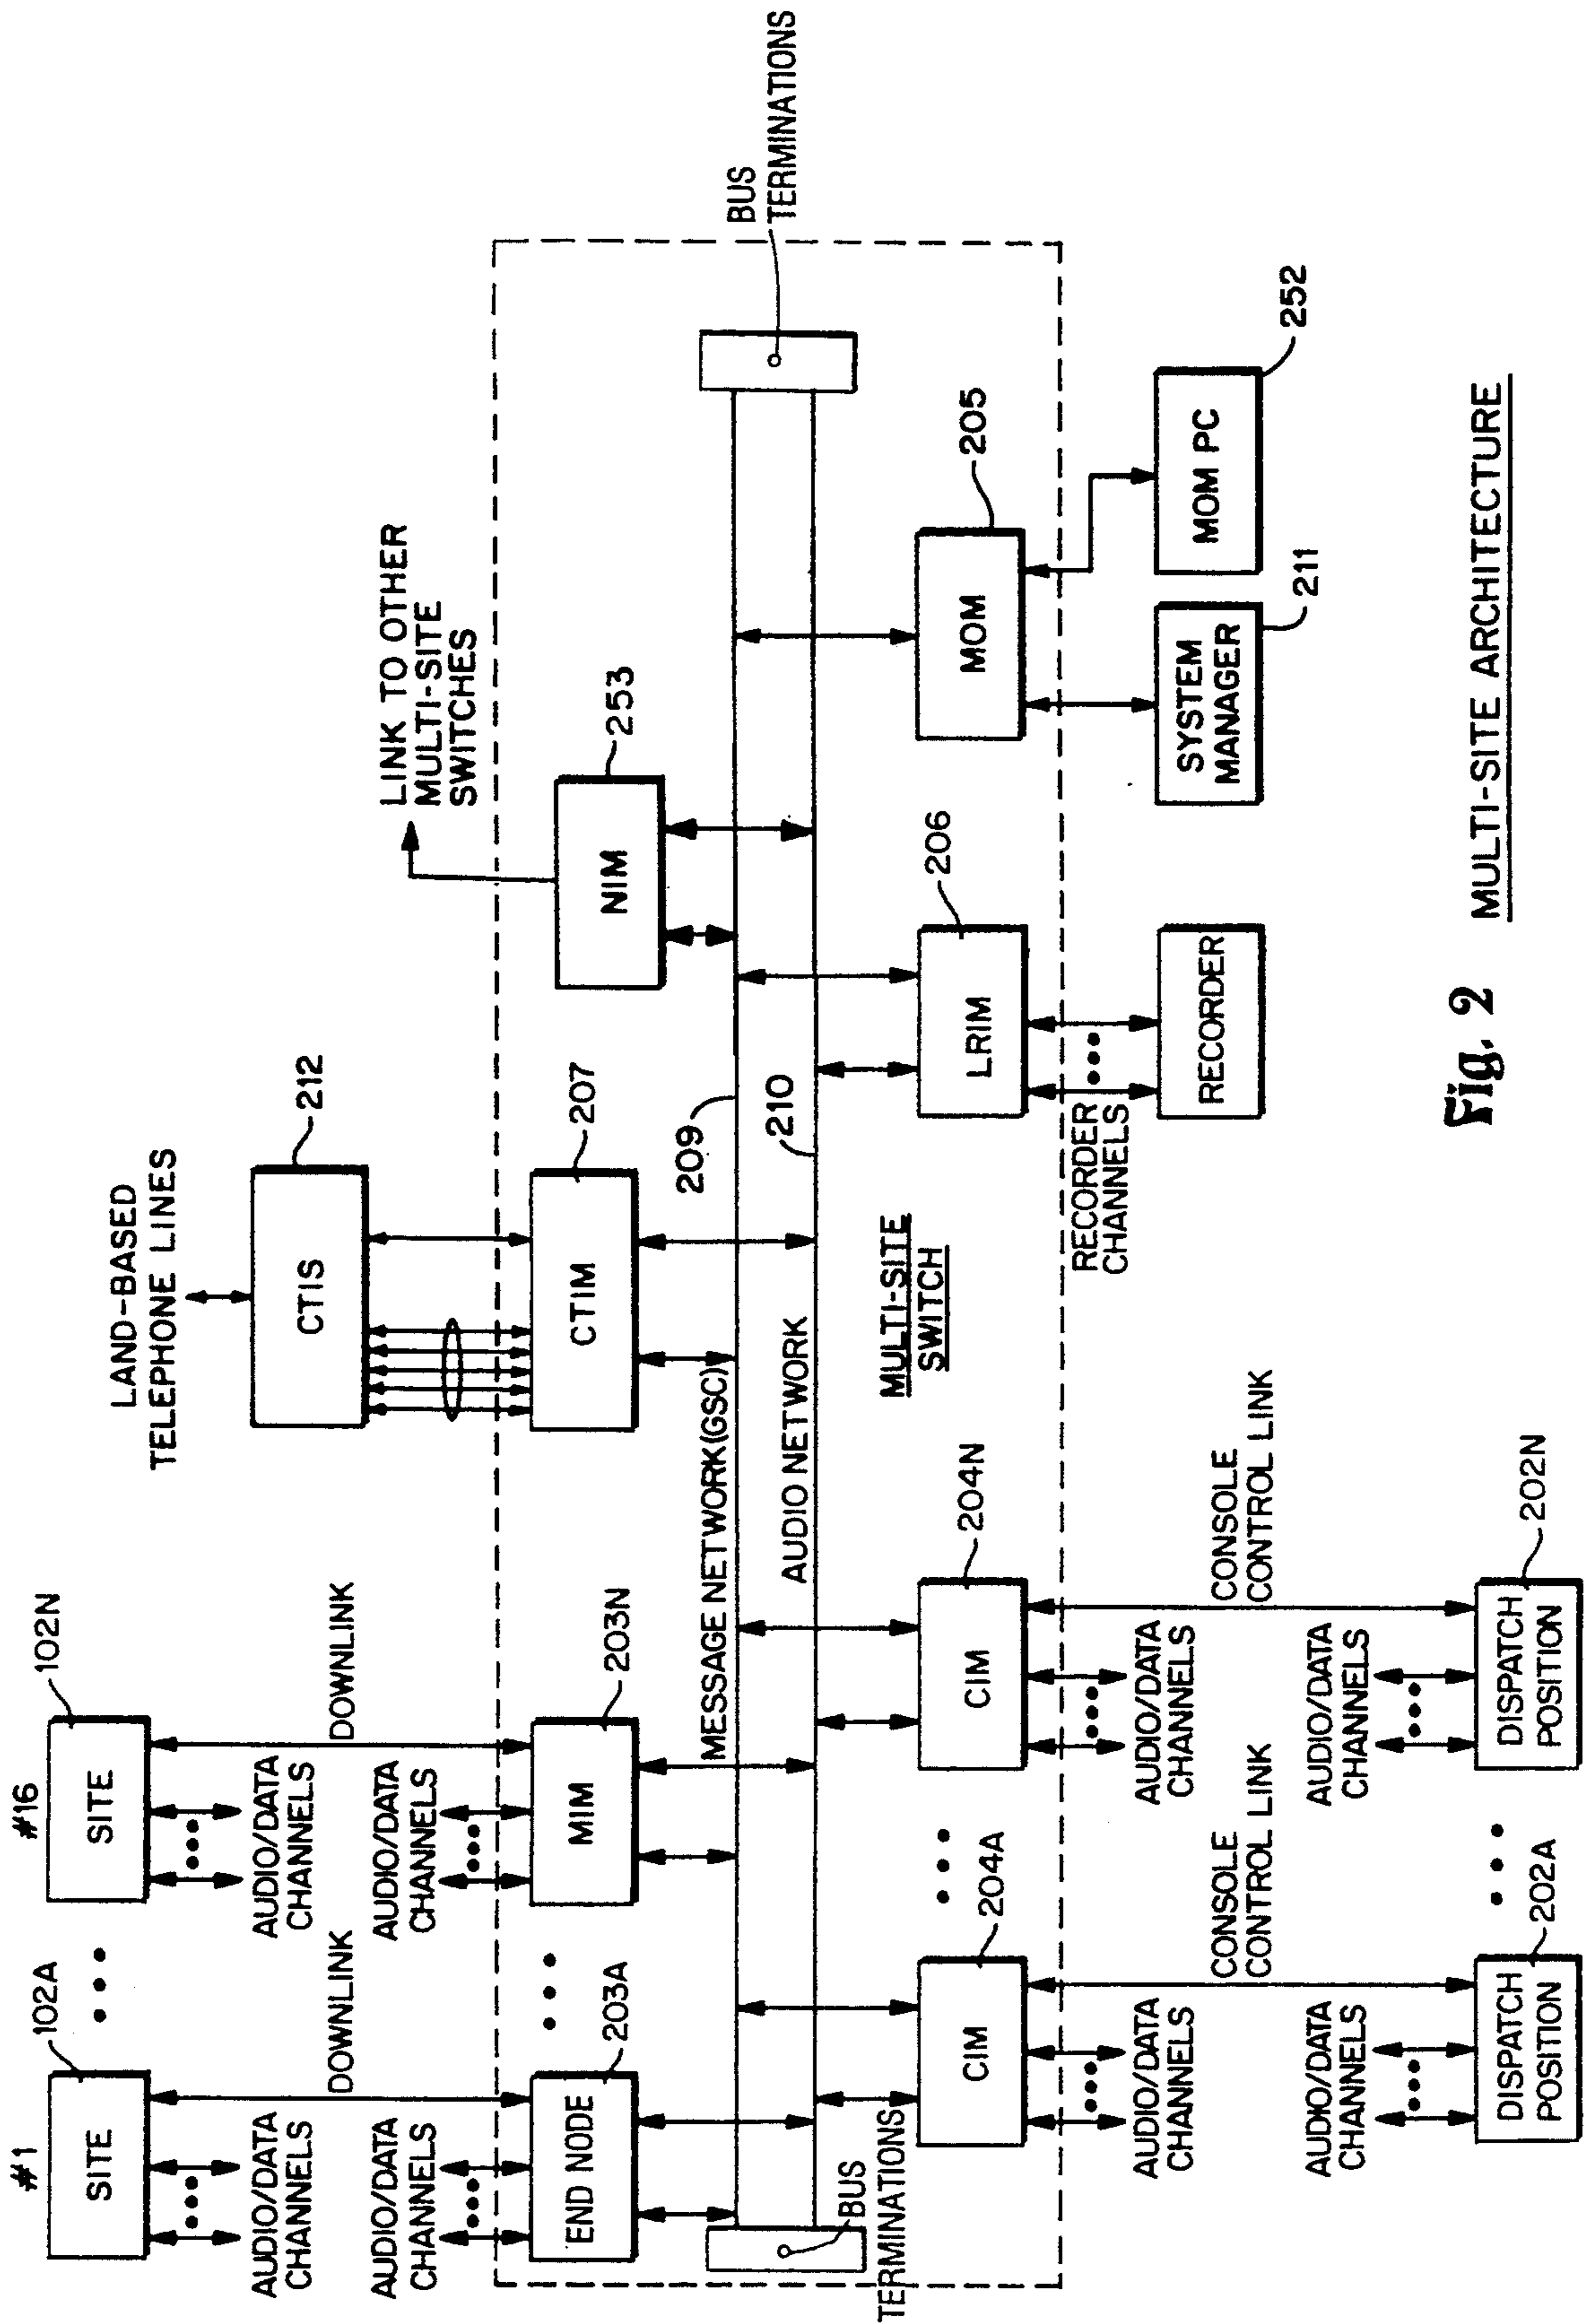 #1
#16
102A
102N
SITE
SITE
DOWNLINK
DOWNLINK
AUDIO/DATA
CHANNELS
AUDIO/DATA
CHANNELS
AUDIO/DATA
CHANNELS
AUDIO/DATA
CHANNELS
LAND-BASED
TELEPHONE LINES
212
CTIS
LINK TO OTHER
MULTI-SITE
SWITCHES
END NODE
203A
MIM
203N
CTIM
207
NIM
253
BUS
TERMINATIONS
MESSAGE NETWORK(GSC)
209
AUDIO NETWORK
210
BUS
TERMINATIONS
MULTI-SITE
SWITCH
CIM
204A
CIM
204N
LRIM
206
MOM
205
AUDIO/DATA
CHANNELS
CONSOLE
CONTROL LINK
AUDIO/DATA
CHANNELS
CONSOLE
CONTROL LINK
RECORDER
CHANNELS
RECORDER
SYSTEM
MANAGER
211
MOM PC
252
AUDIO/DATA
CHANNELS
AUDIO/DATA
CHANNELS
DISPATCH
POSITION
202A
DISPATCH
POSITION
202N
Fig. 2
MULTI-SITE ARCHITECTURE